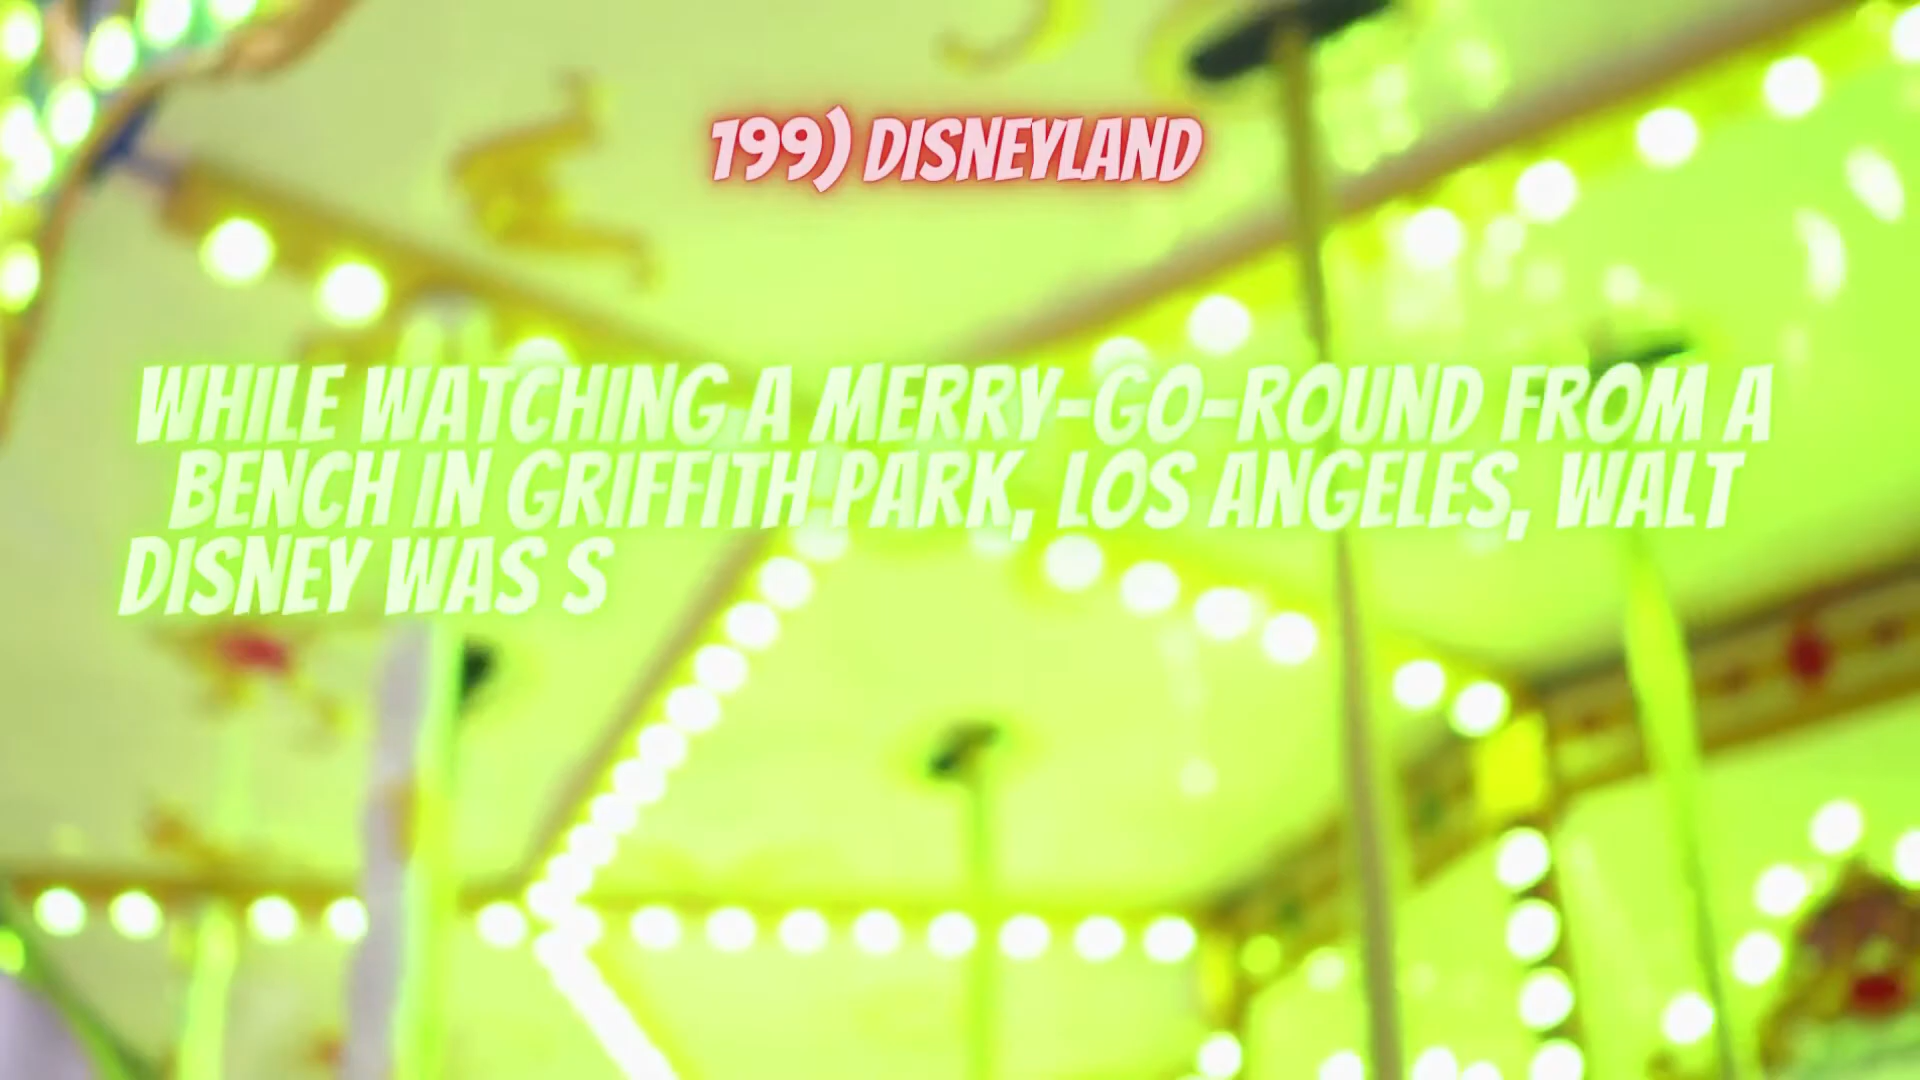 199) DISNEYLAND
WHILE WATCHING A MERRY-GO-ROUND FROM A
BENCH IN GRIFFITH PARK, LOS ANGELES, WALT
DISNEY WAS S